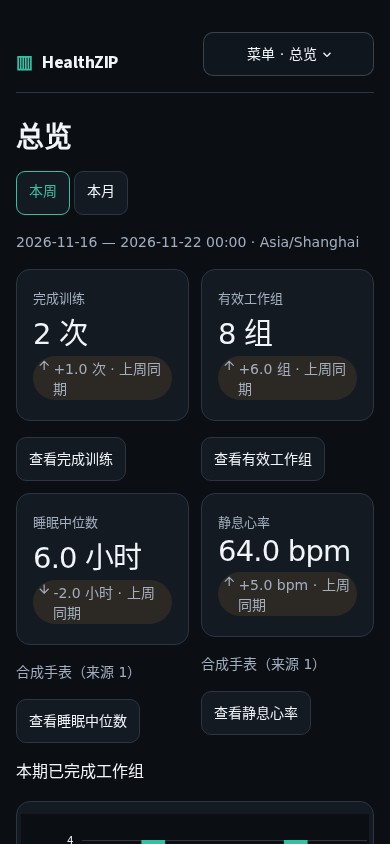 HealthZIP
菜单 · 总览
总览
本周
本月
2026-11-16 — 2026-11-22 00:00 · Asia/Shanghai
完成训练
2 次
↑ +1.0 次 · 上周同
期
有效工作组
8 组
↑ +6.0 组 · 上周同
期
查看完成训练
查看有效工作组
睡眠中位数
6.0 小时
↓ -2.0 小时 · 上周
同期
静息心率
64.0 bpm
↑ +5.0 bpm · 上周
同期
合成手表（来源 1）
合成手表（来源 1）
查看睡眠中位数
查看静息心率
本期已完成工作组
4